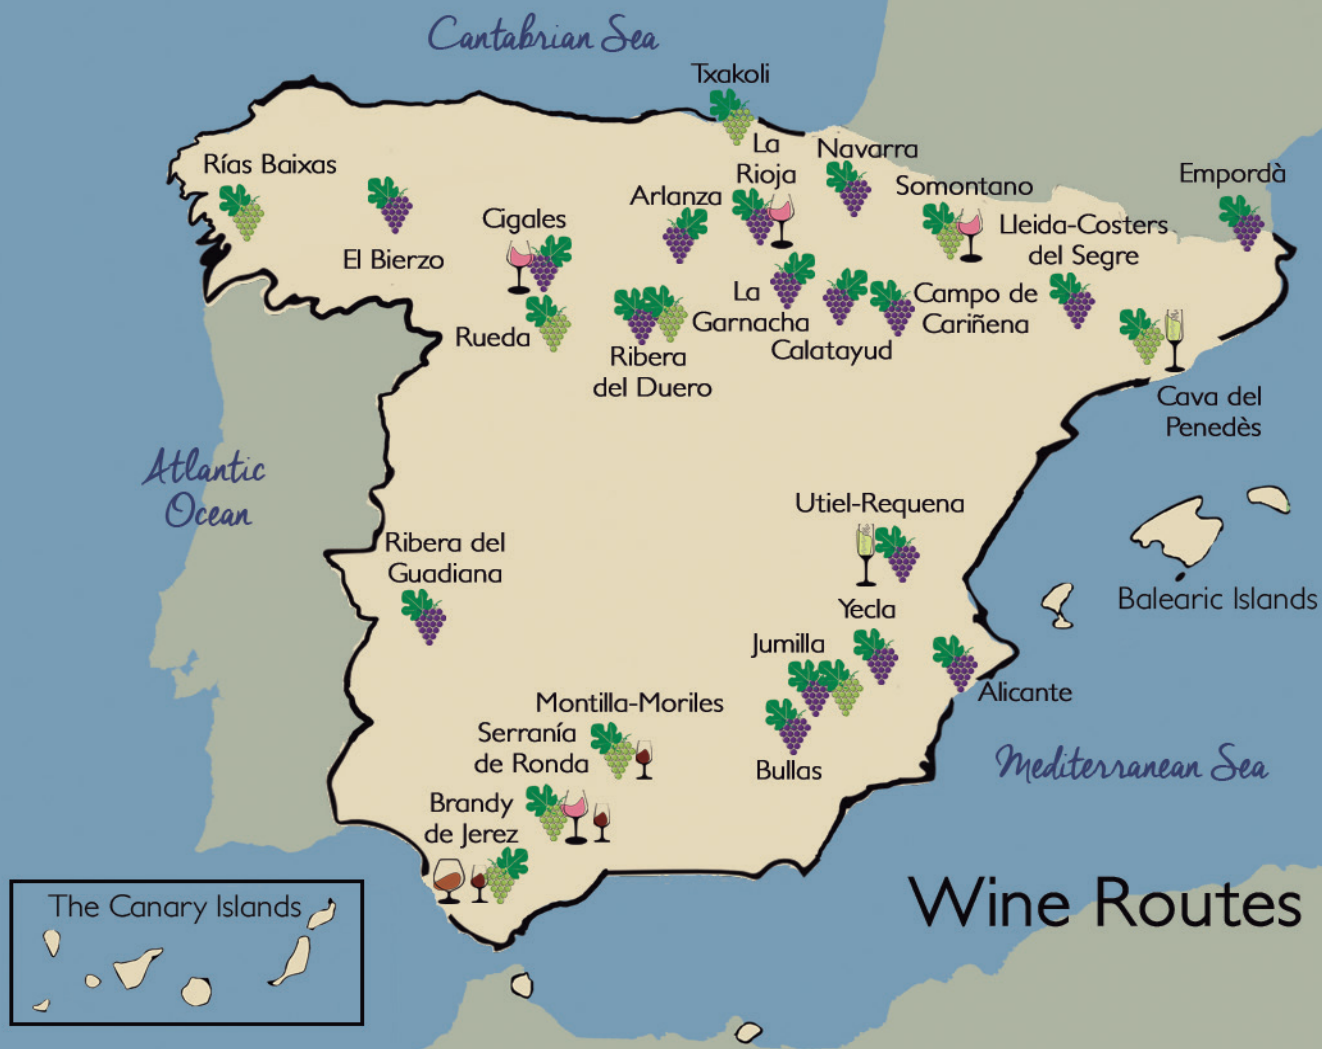 Cantabrian Sea
Txakoli
La
Rioja
Navarra
Rías Baixas
Arlanza
Somontano
Empordà
Cigales
Lleida-Costers
del Segre
El Bierzo
La
Garnacha
Campo de
Cariñena
Rueda
Ribera
del Duero
Calatayud
Cava del
Penedès
Atlantic
Ocean
Utiel-Requena
Ribera del
Guadiana
Yecla
Balearic Islands
Jumilla
Alicante
Montilla-Moriles
Serranía
de Ronda
Bullas
Mediterranean Sea
Brandy
de Jerez
The Canary Islands
Wine Routes